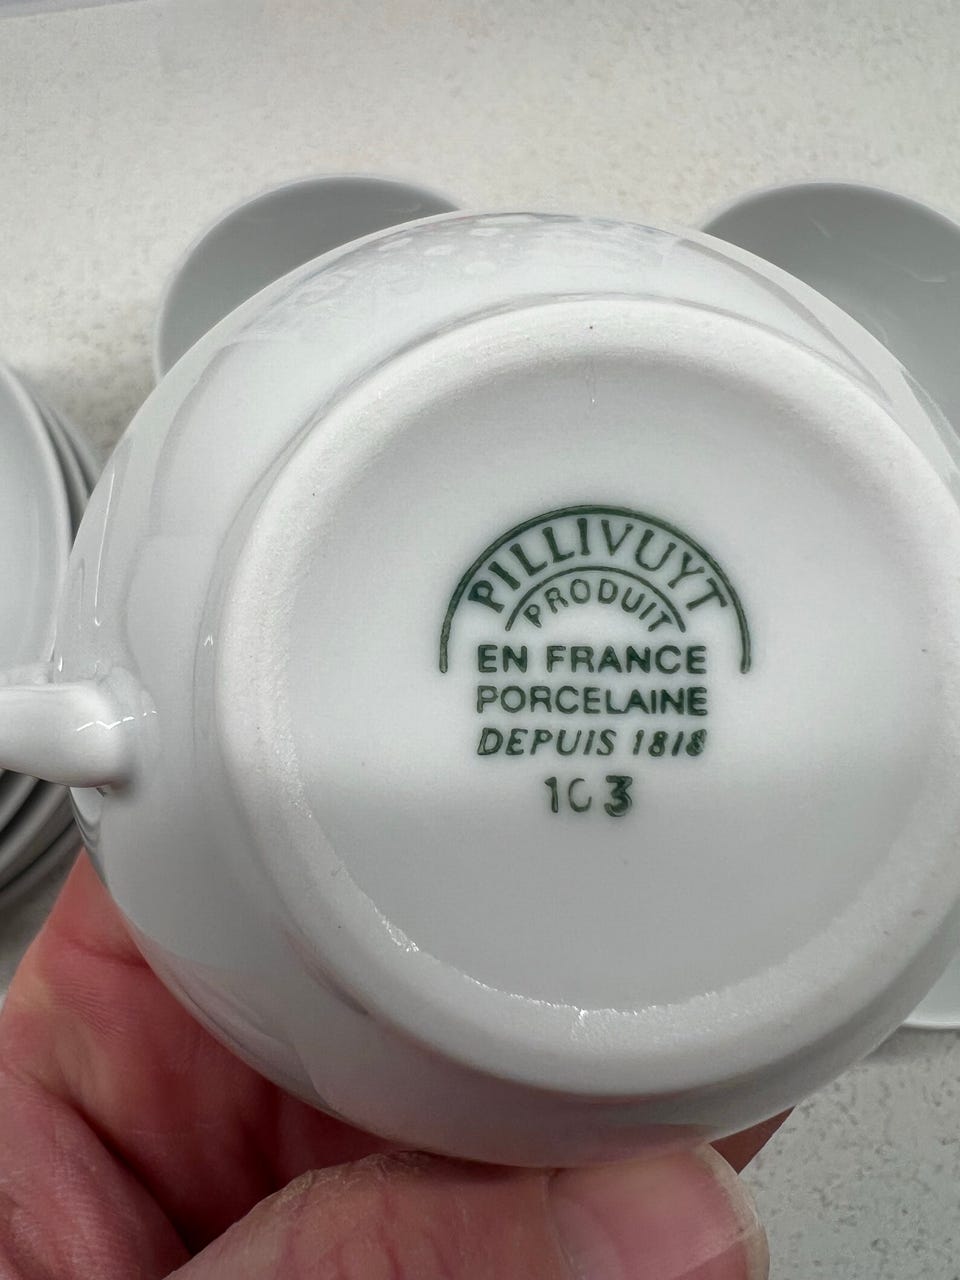 PILLIVUYT
PRODUIT
EN FRANCE
PORCELAINE
DEPUIS 1818
103